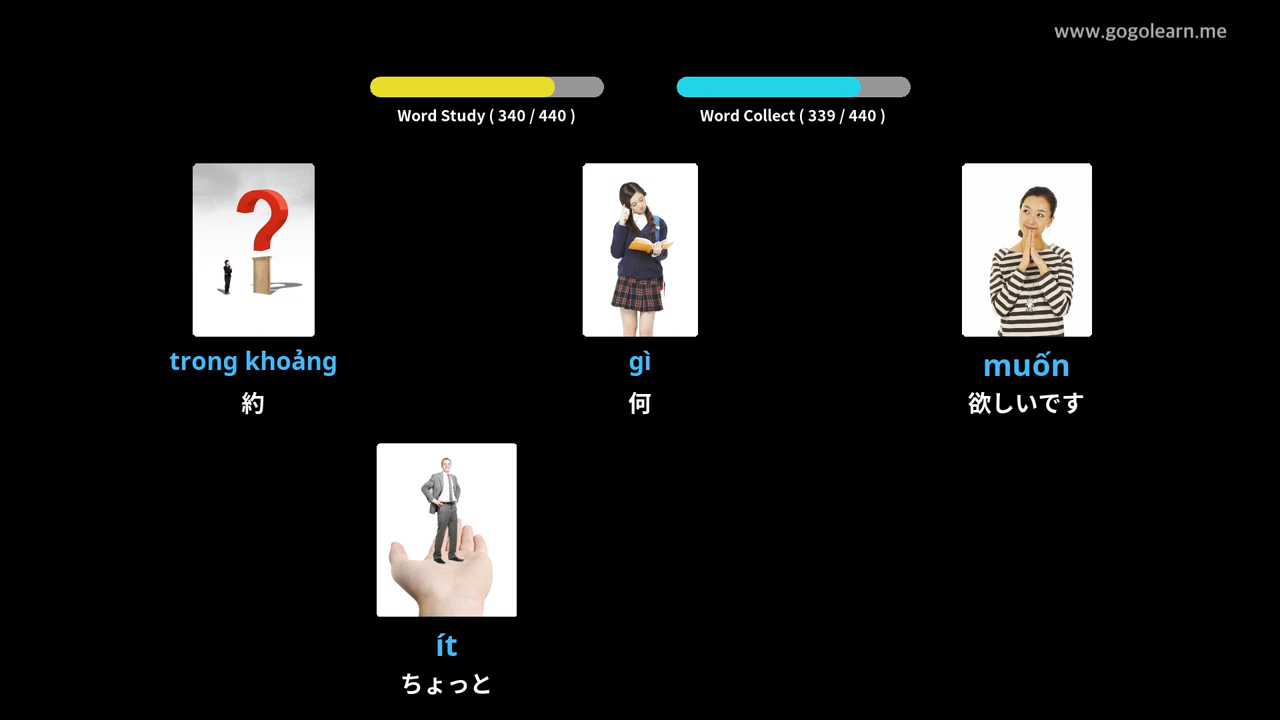 www.gogolearn.me
Word Study ( 340 / 440 )
Word Collect ( 339 / 440 )
trong khoảng
約
gì
何
muốn
欲しいです
ít
ちょっと